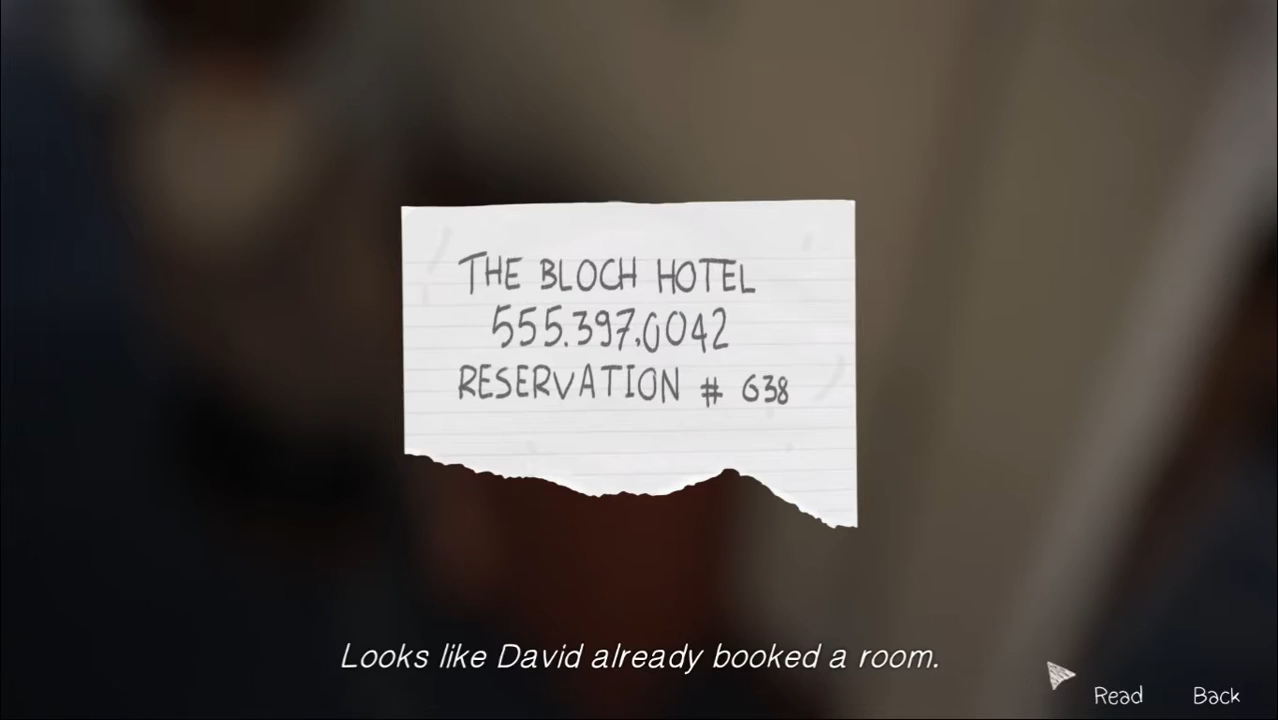 THE BLOCH HOTEL
555.397.0042
RESERVATION # 638
Looks like David already booked a room.
Read Back